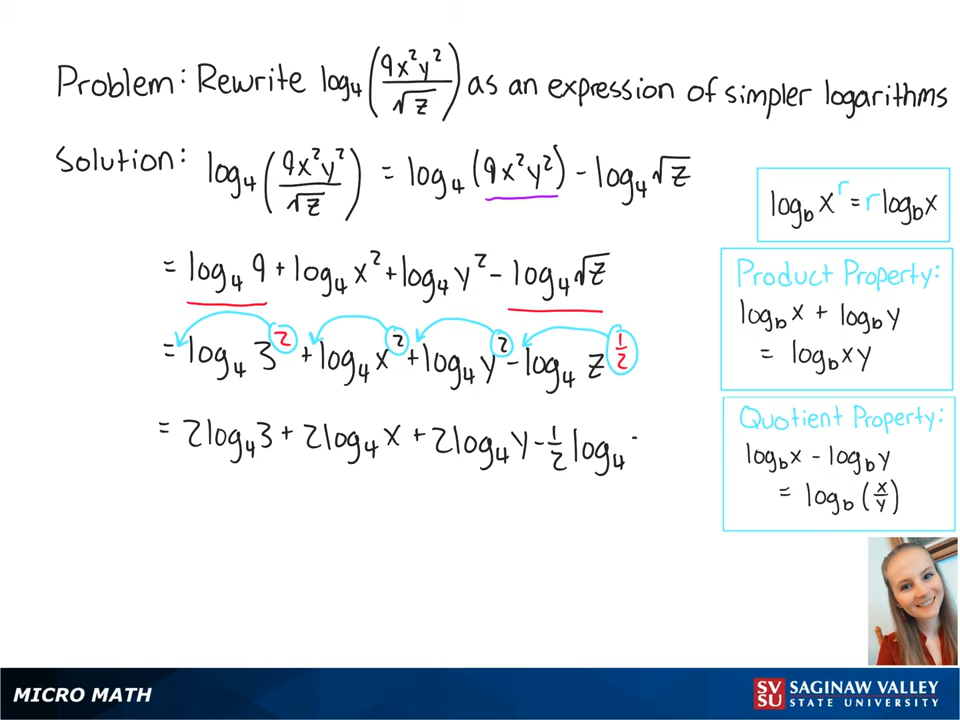 Problem: Rewrite log₄(9x²y²/√z) as an expression of simpler logarithms
Solution: log₄(9x²y²/√z) = log₄(9x²y²) - log₄√z
= log₄9 + log₄x² + log₄y² - log₄√z
= log₄3² + log₄x² + log₄y² - log₄z^(1/2)
= 2log₄3 + 2log₄x + 2log₄y - 1/2 log₄
log_b x^r = r log_b x
Product Property:
log_b x + log_b y
= log_b xy
Quotient Property:
log_b x - log_b y
= log_b (x/y)
MICRO MATH
SV
SU
SAGINAW VALLEY
STATE UNIVERSITY